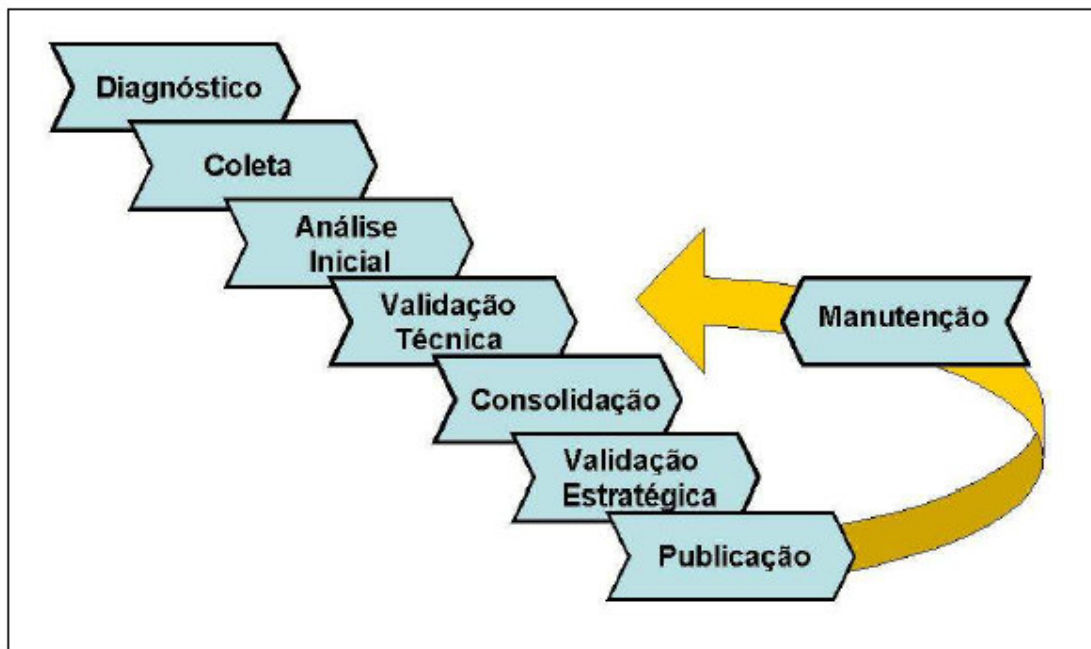 Diagnóstico
Coleta
Análise
Inicial
Validação
Técnica
Manutenção
Consolidação
Validação
Estratégica
Publicação